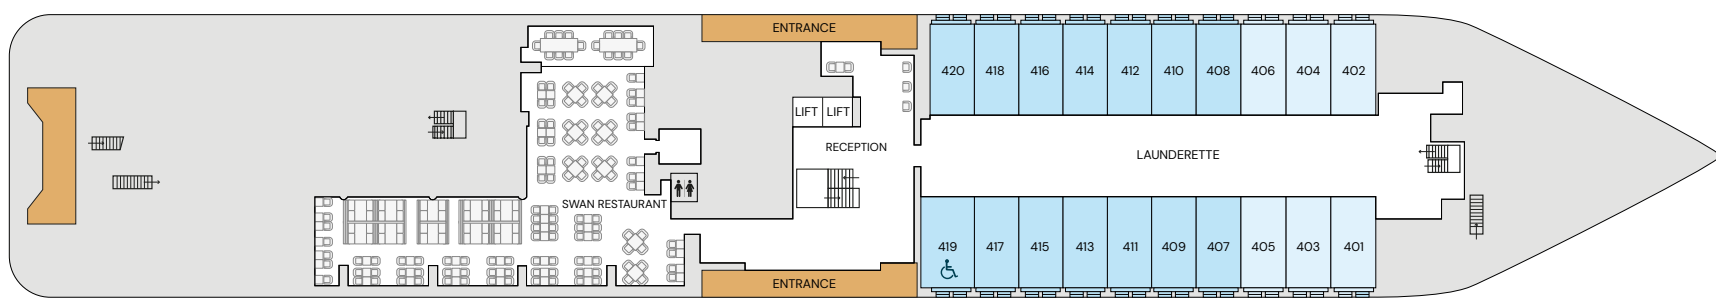 ENTRANCE
420 418 416 414 412 410 408 406 404 402
LIFT LIFT
RECEPTION
LAUNDERETTE
SWAN RESTAURANT
419 417 415 413 411 409 407 405 403 401
ENTRANCE